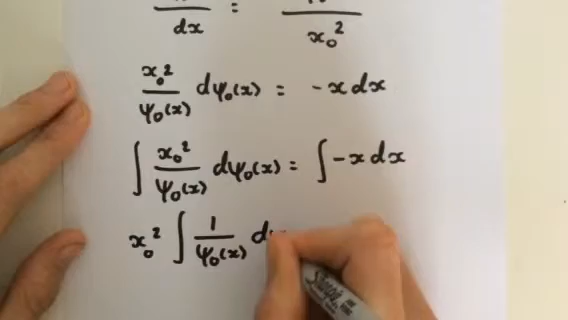 dx = x₀²
x₀²/ψ₀(x) dψ₀(x) = -x dx
∫ x₀²/ψ₀(x) dψ₀(x) = ∫ -x dx
x₀² ∫ 1/ψ₀(x) d
Sharpie